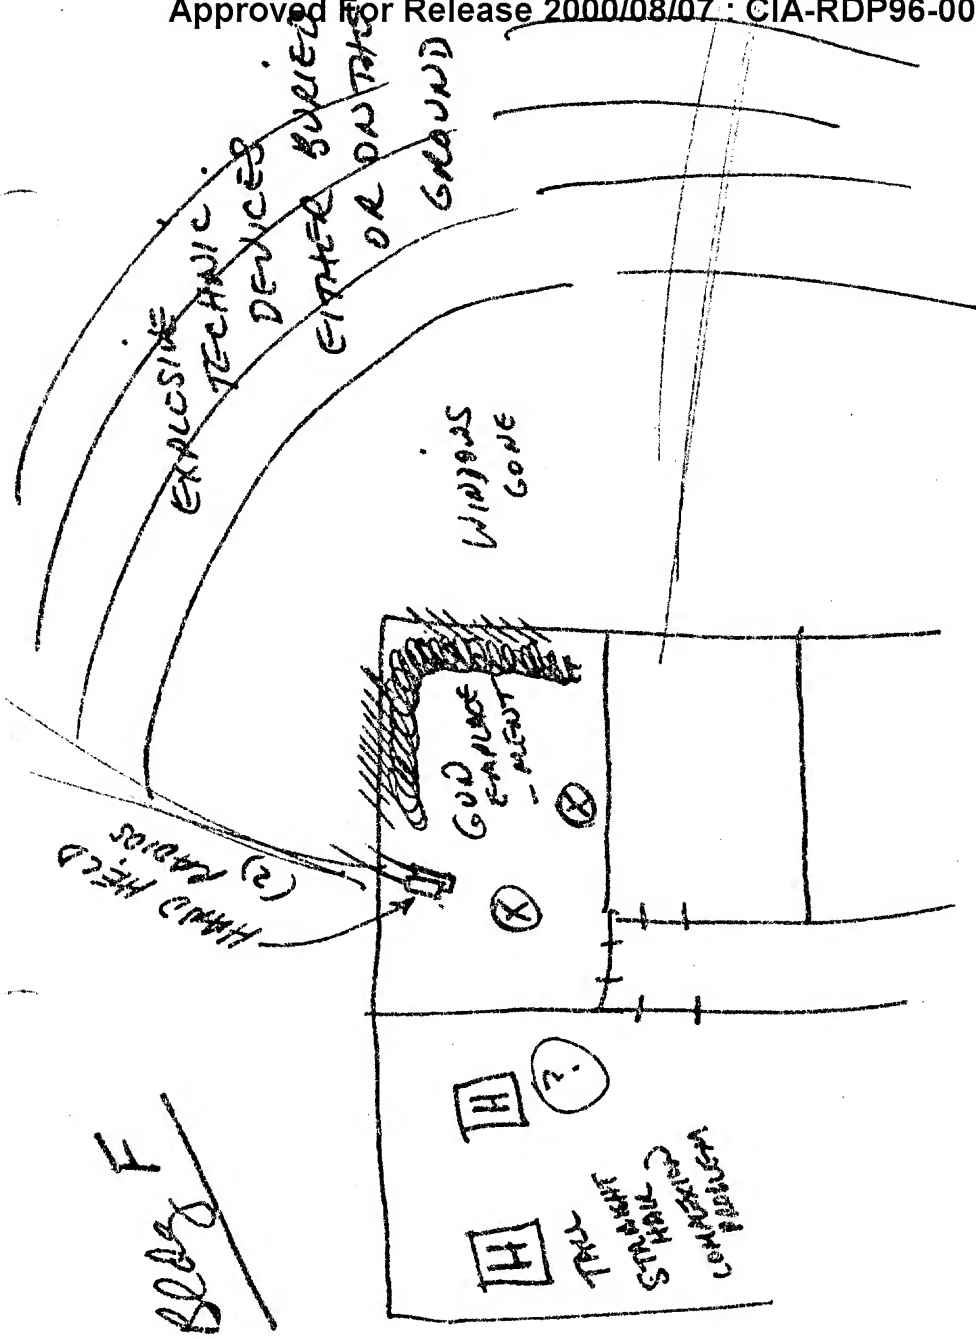 Approved For Release 2000/08/07 : CIA-RDP96-00
EXPLOSIVE
TECHNIC
DEVICES
EITHER BURIED
OR ON THE
GROUND
WINDOWS
GONE
GUN
EMPLACE
-MENT
HAND HELD
(2) RADIOS
X
X
Bldg F
H
H
?
TALL
STRAIGHT
HAIR
COMPLEXION
PROBLEM